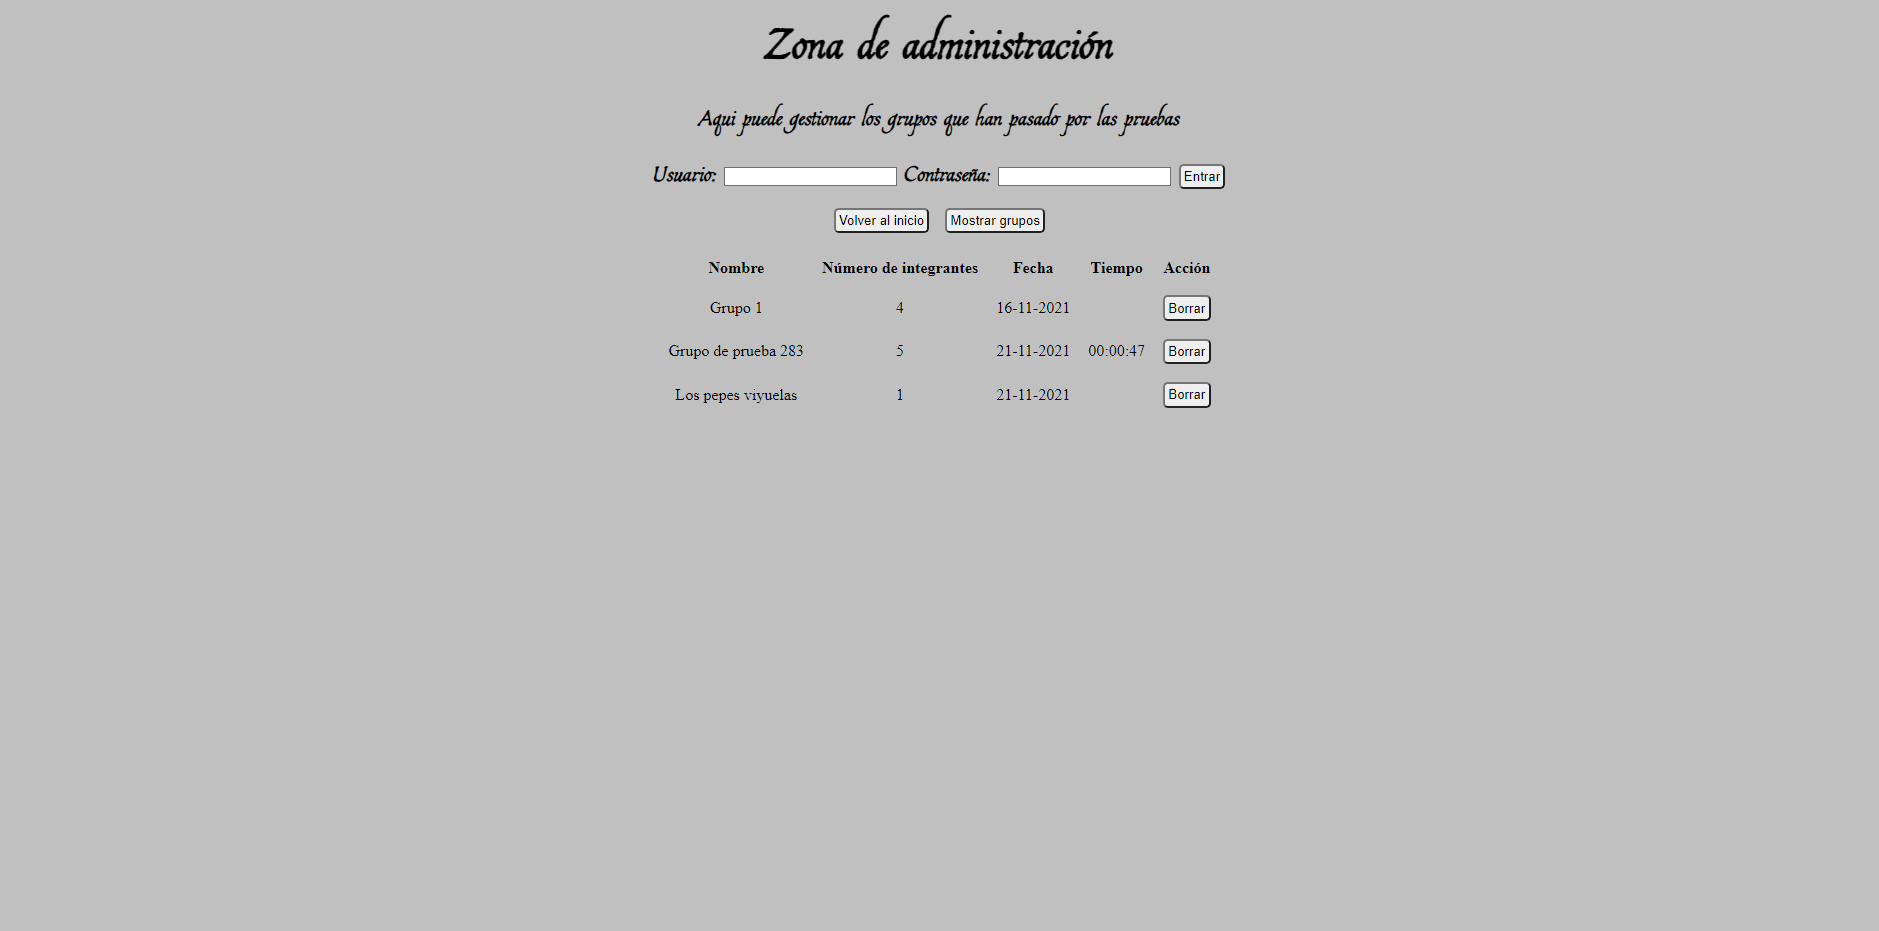 Zona de administración
Aqui puede gestionar los grupos que han pasado por las pruebas
Usuario: Contraseña: Entrar
Volver al inicio Mostrar grupos
Nombre Número de integrantes Fecha Tiempo Acción
Grupo 1 4 16-11-2021 Borrar
Grupo de prueba 283 5 21-11-2021 00:00:47 Borrar
Los pepes viyuelas 1 21-11-2021 Borrar